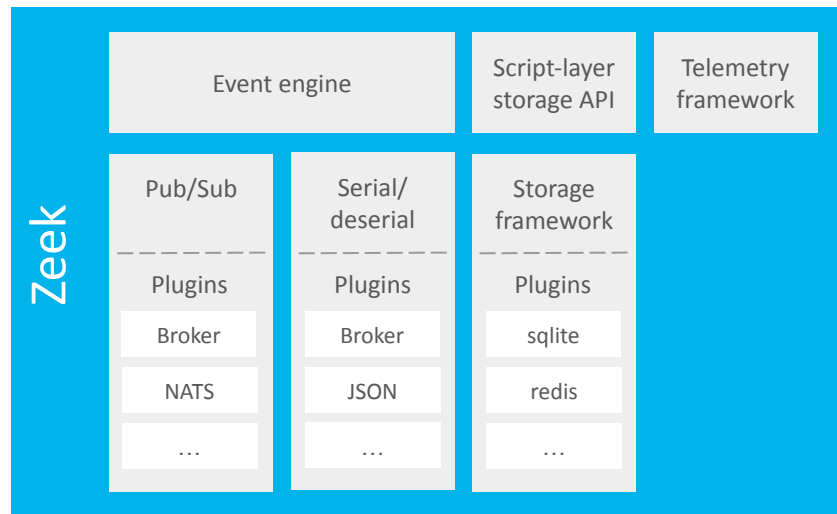 Zeek
Event engine
Script-layer
storage API
Telemetry
framework
Pub/Sub
Plugins
Broker
NATS
...
Serial/
deserial
Plugins
Broker
JSON
...
Storage
framework
Plugins
sqlite
redis
...